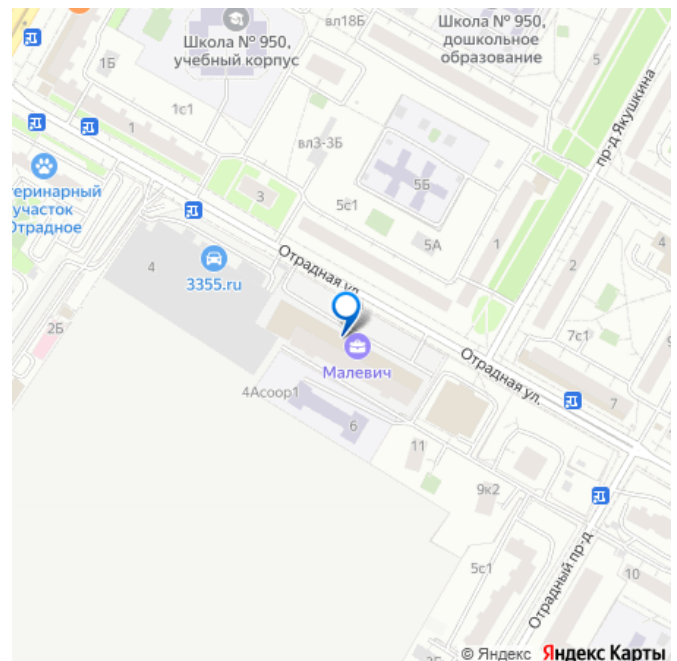 Школа № 950,
учебный корпус
вл18Б
Школа № 950,
дошкольное
образование
5
1Б
1с1
1
вл3-3Б
пр-д Якушкина
теринарный
участок
Отрадное
3
5с1
5Б
5А
1
2
4
4
3355.ru
Отрадная ул.
2Б
7с1
Малевич
Отрадная ул.
7
4Асоор1
6
11
9к2
5с1
10
Отрадный пр-д
© Яндекс Яндекс Карты